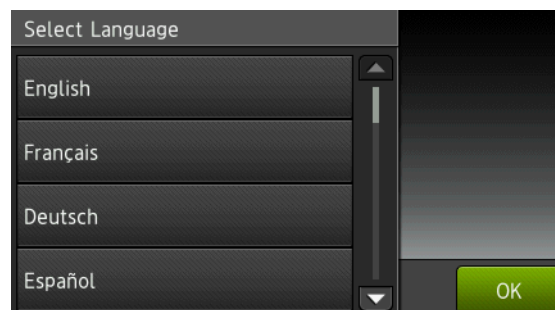 Select Language
English
Français
Deutsch
Español
OK